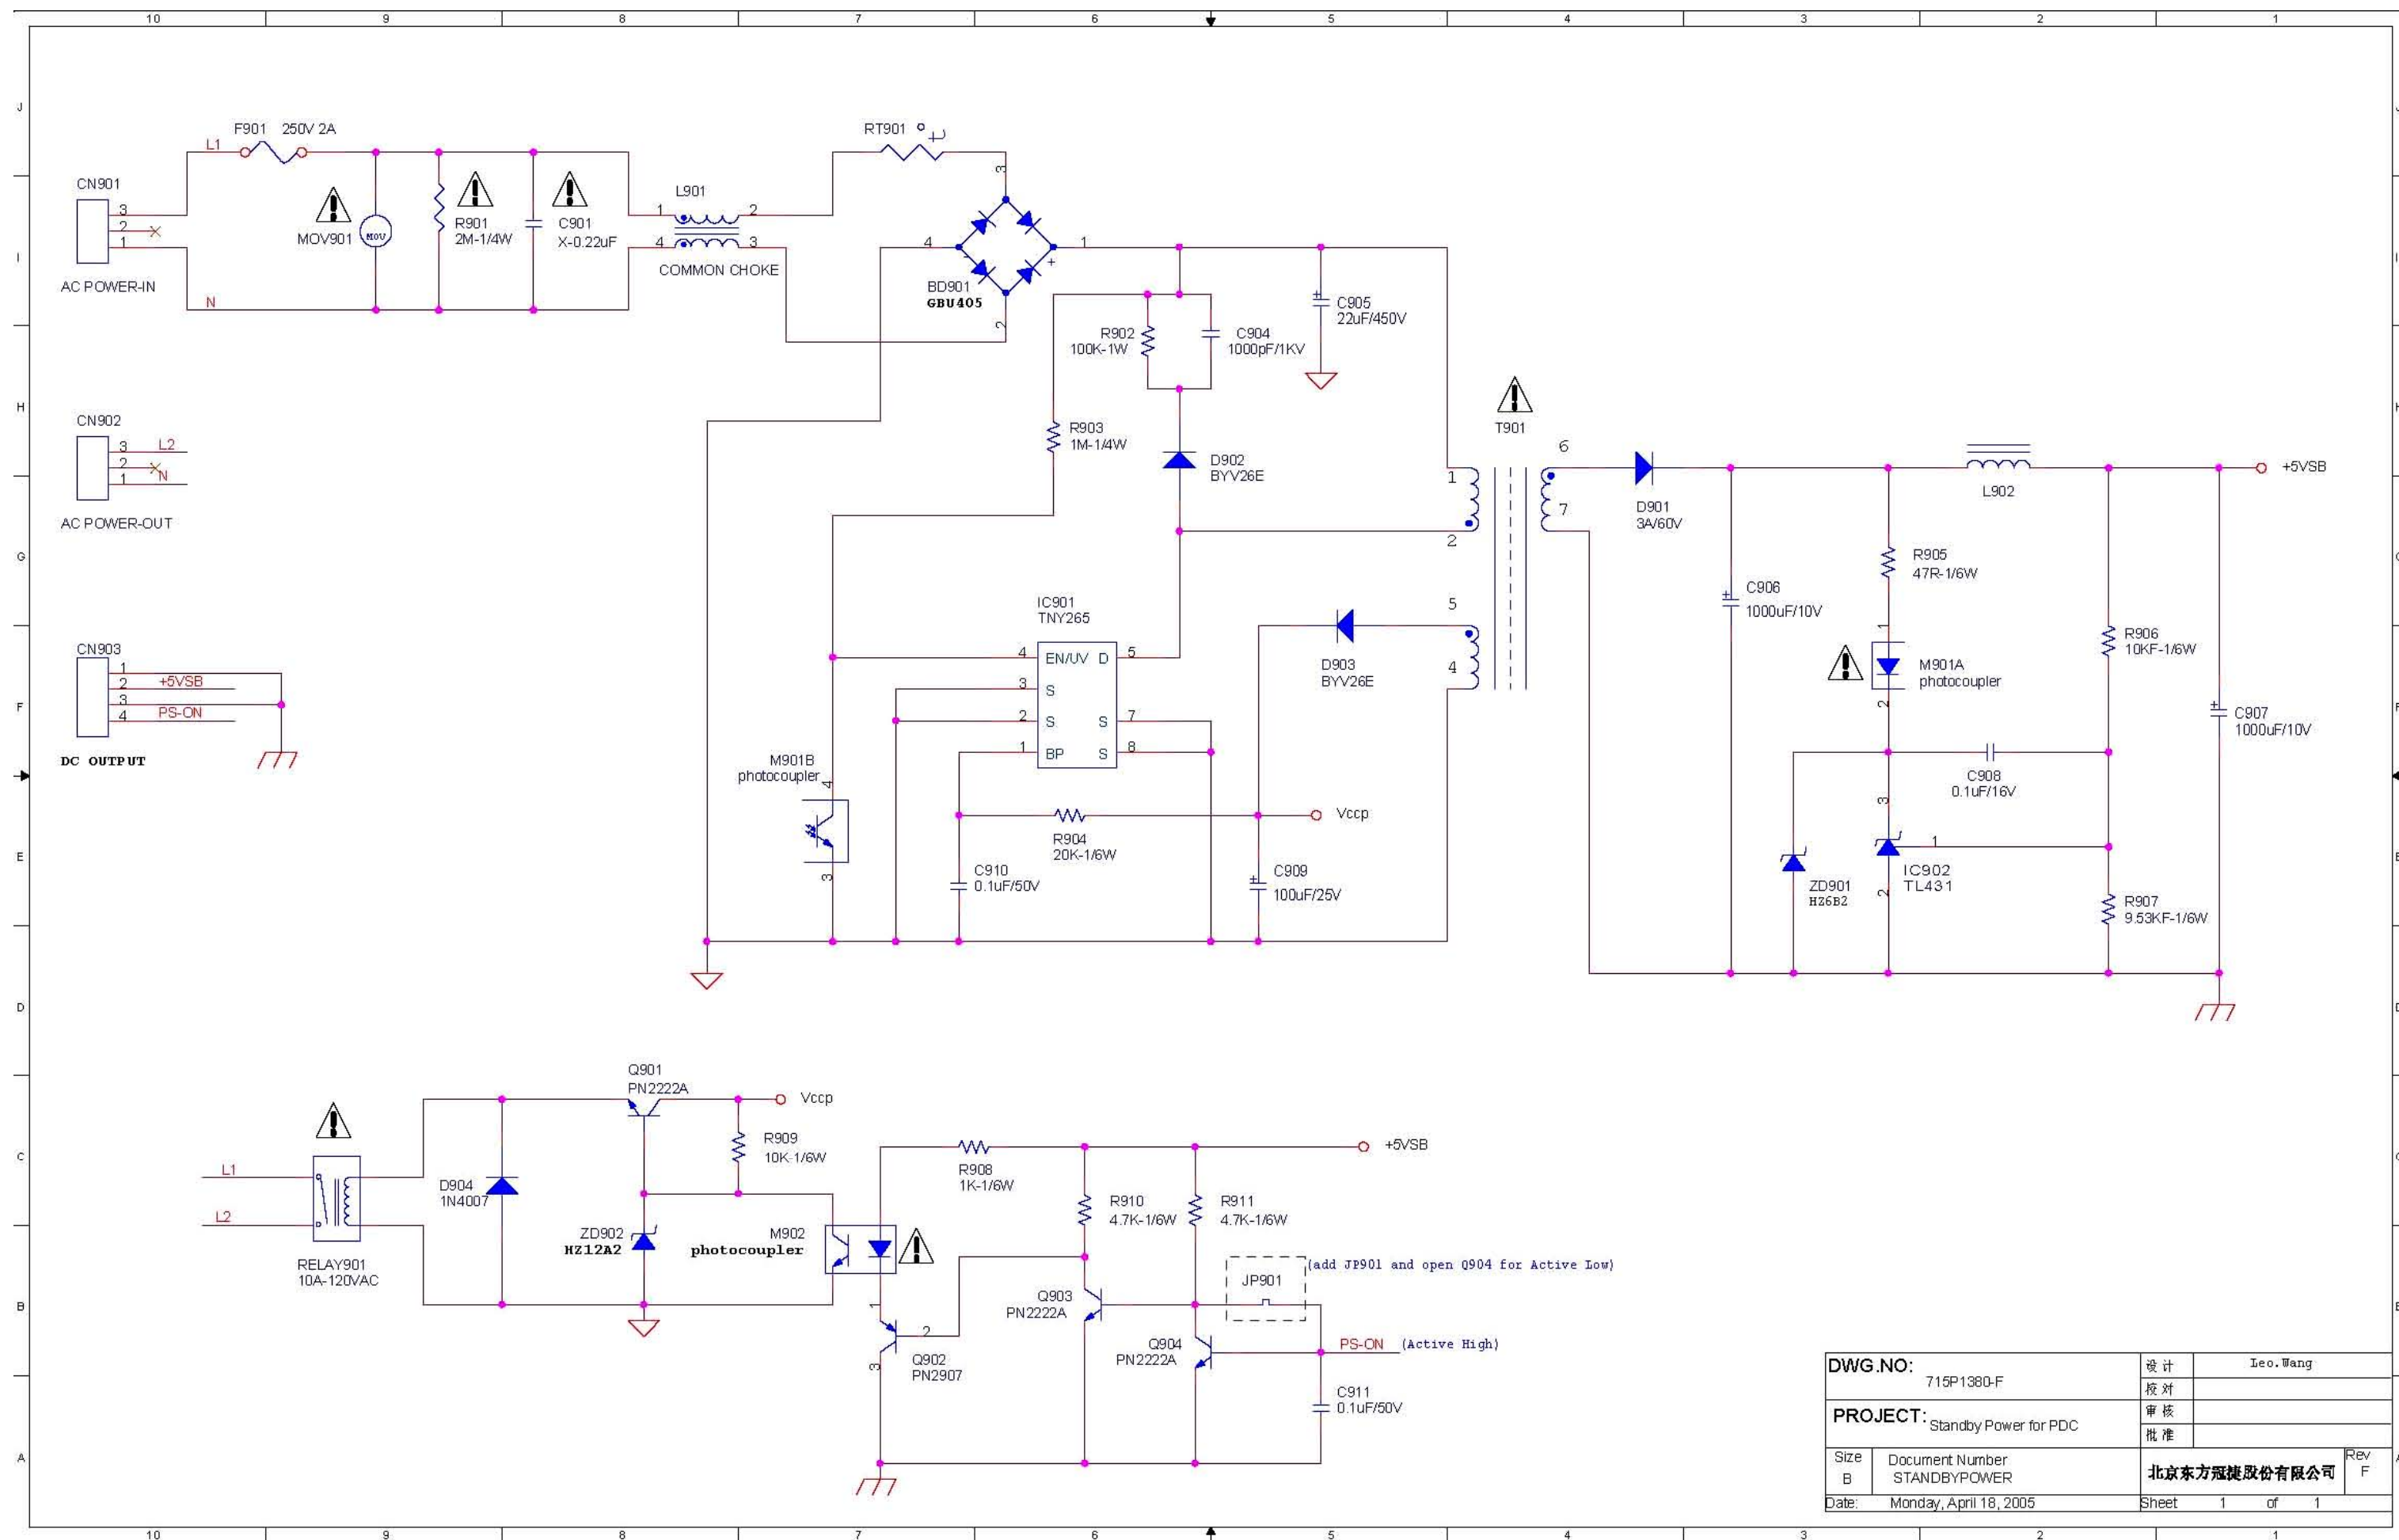 10 9 8 7 6 5 4 3 2 1
J
I
H
G
F
E
D
C
B
A
F901 250V 2A
L1
CN901
3
2
1
AC POWER-IN
N
MOV901
MOV
R901
2M-1/4W
C901
X-0.22uF
L901
1 2
4 3
COMMON CHOKE
RT901
3
4
1
+
2
BD901
GBU405
R902
100K-1W
C904
1000pF/1KV
C905
22uF/450V
R903
1M-1/4W
D902
BYV26E
T901
1
2
5
4
6
7
CN902
3 L2
2
1 N
AC POWER-OUT
D901
3A/60V
L902
+5VSB
C906
1000uF/10V
R905
47R-1/6W
1
M901A
photocoupler
2
R906
10KF-1/6W
C907
1000uF/10V
C908
0.1uF/16V
3
1
2
IC902
TL431
ZD901
HZ6B2
R907
9.53KF-1/6W
IC901
TNY265
4 EN/UV D 5
3 S
2 S S 7
1 BP S 8
D903
BYV26E
CN903
1
2 +5VSB
3
4 PS-ON
DC OUTPUT
M901B
photocoupler
4
3
R904
20K-1/6W
Vccp
C910
0.1uF/50V
C909
100uF/25V
Q901
PN2222A
Vccp
R909
10K-1/6W
L1
L2
RELAY901
10A-120VAC
D904
1N4007
ZD902
HZ12A2
M902
photocoupler
R908
1K-1/6W
+5VSB
R910
4.7K-1/6W
R911
4.7K-1/6W
JP901
(add JP901 and open Q904 for Active Low)
Q903
PN2222A
1
2
3
Q902
PN2907
Q904
PN2222A
PS-ON (Active High)
C911
0.1uF/50V
DWG.NO:
715P1380-F
设计 Leo.Wang
校对
审核
批准
PROJECT: Standby Power for PDC
Size
B
Document Number
STANDBYPOWER
北京东方冠捷股份有限公司
Rev
F
Date: Monday, April 18, 2005
Sheet 1 of 1
10 9 8 7 6 5 4 3 2 1